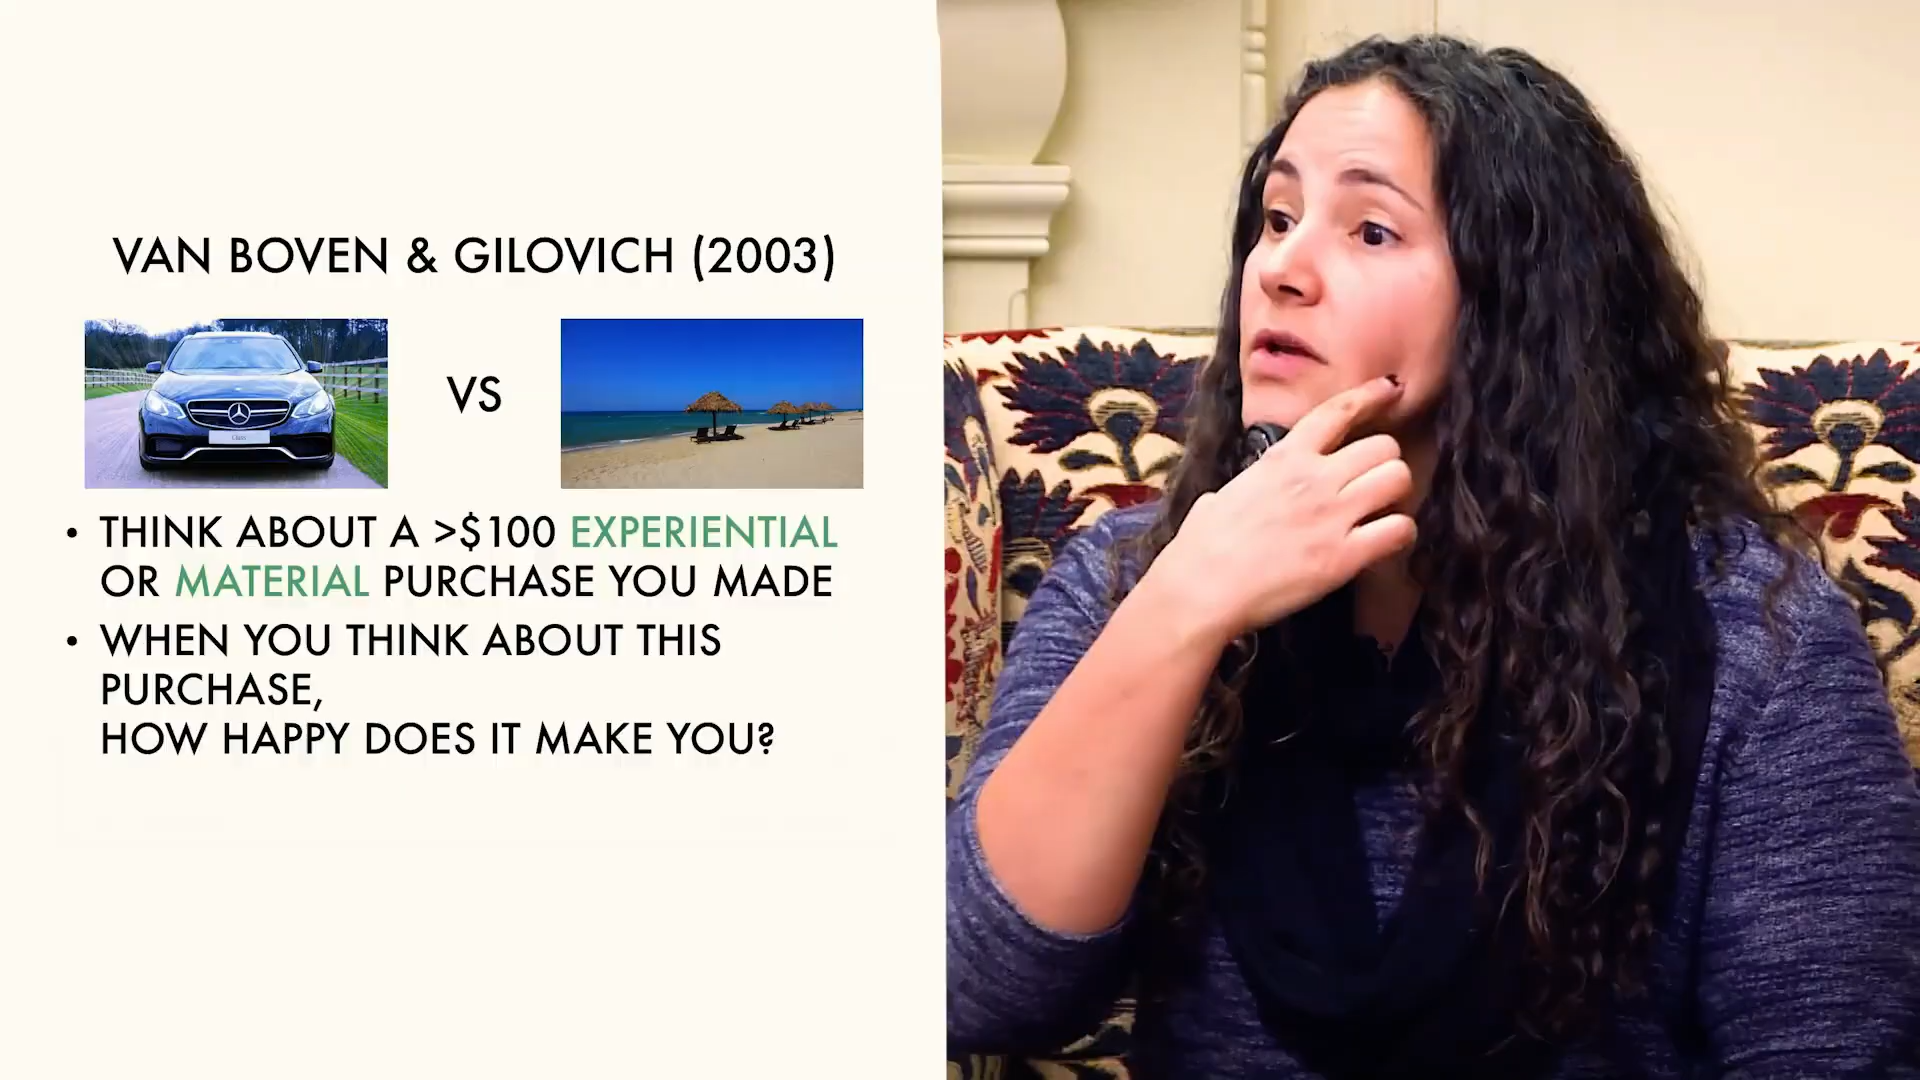 VAN BOVEN & GILOVICH (2003)
VS
• THINK ABOUT A >$100 EXPERIENTIAL
OR MATERIAL PURCHASE YOU MADE
• WHEN YOU THINK ABOUT THIS
PURCHASE,
HOW HAPPY DOES IT MAKE YOU?